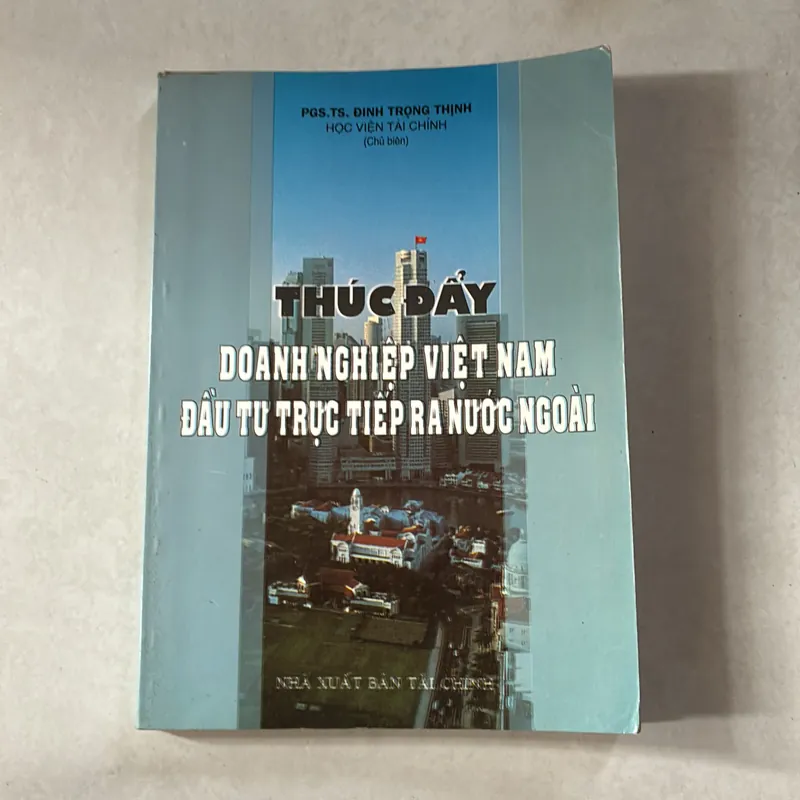 PGS.TS. ĐINH TRỌNG THỊNH
HỌC VIỆN TÀI CHÍNH
(Chủ biên)
THÚC ĐẨY
DOANH NGHIỆP VIỆT NAM
ĐẦU TƯ TRỰC TIẾP RA NƯỚC NGOÀI
NHÀ XUẤT BẢN TÀI CHÍNH